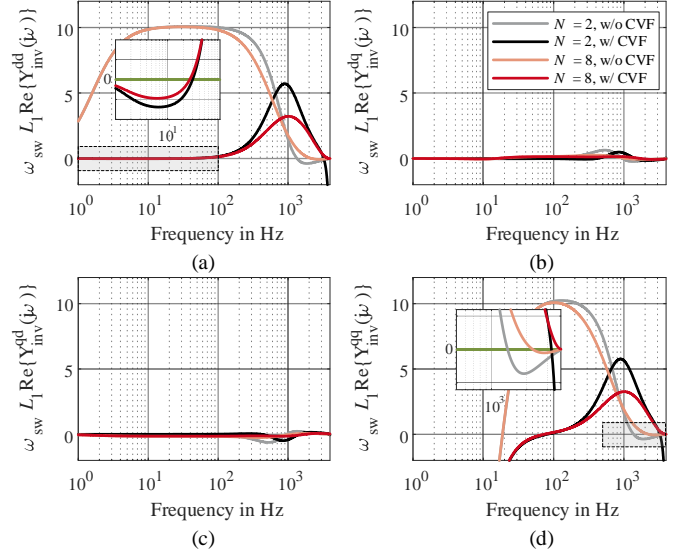 N = 2, w/o CVF
N = 2, w/ CVF
N = 8, w/o CVF
N = 8, w/ CVF
ω_sw L_1 Re{Y_inv^dd(jω)}
10
5
0
0
10^1
10^0 10^1 10^2 10^3
Frequency in Hz
(a)
ω_sw L_1 Re{Y_inv^dq(jω)}
10
5
0
10^0 10^1 10^2 10^3
Frequency in Hz
(b)
ω_sw L_1 Re{Y_inv^qd(jω)}
10
5
0
10^0 10^1 10^2 10^3
Frequency in Hz
(c)
ω_sw L_1 Re{Y_inv^qq(jω)}
10
5
0
0
10^3
10^0 10^1 10^2 10^3
Frequency in Hz
(d)